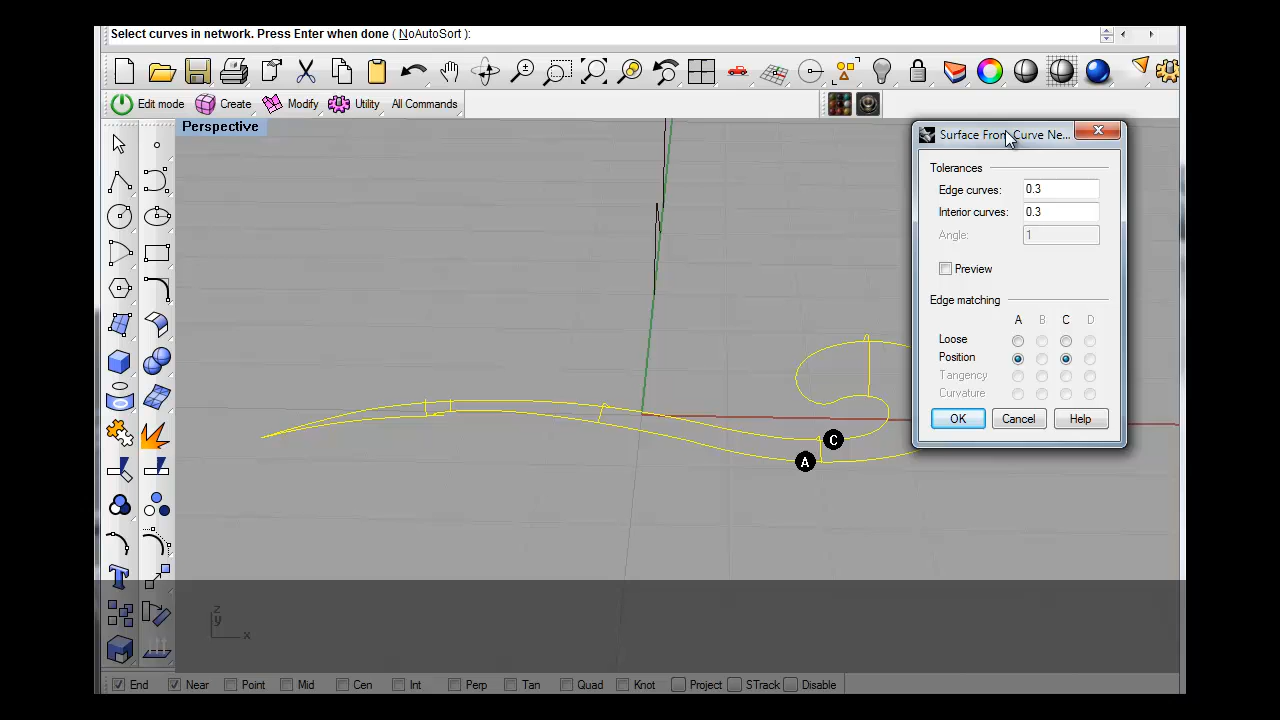 Select curves in network. Press Enter when done ( NoAutoSort ):
Edit mode Create Modify Utility All Commands
Perspective
Surface From Curve Ne...
Tolerances
Edge curves: 0.3
Interior curves: 0.3
Angle: 1
Preview
Edge matching
A B C D
Loose
Position
Tangency
Curvature
OK Cancel Help
C
A
z
y
x
End Near Point Mid Cen Int Perp Tan Quad Knot Project STrack Disable